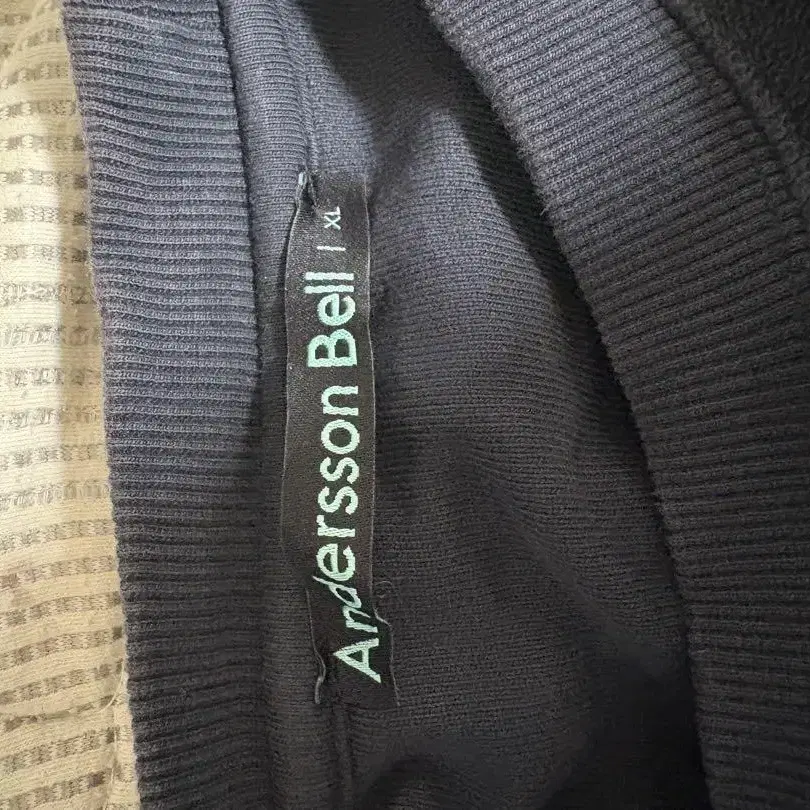 Andersson Bell | XL